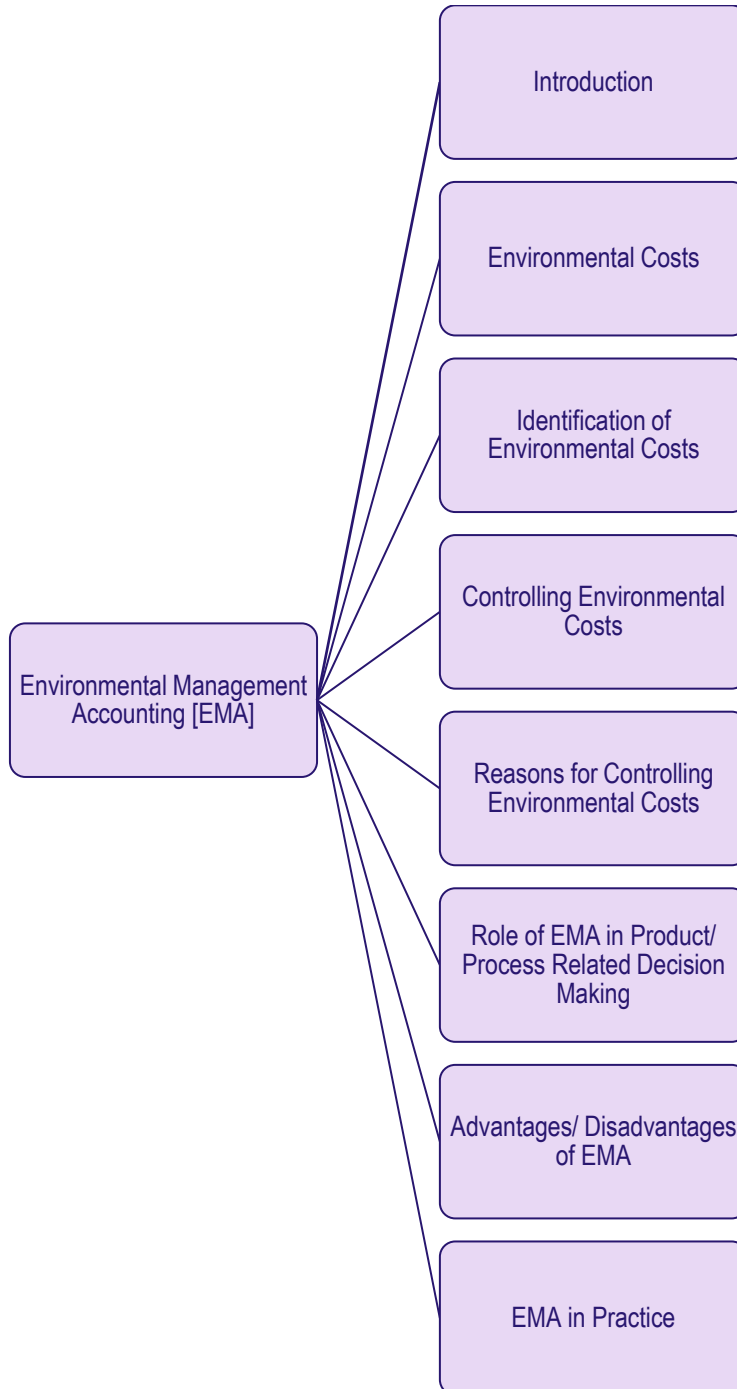 Introduction
Environmental Costs
Identification of
Environmental Costs
Controlling Environmental
Costs
Environmental Management
Accounting [EMA]
Reasons for Controlling
Environmental Costs
Role of EMA in Product/
Process Related Decision
Making
Advantages/ Disadvantages
of EMA
EMA in Practice